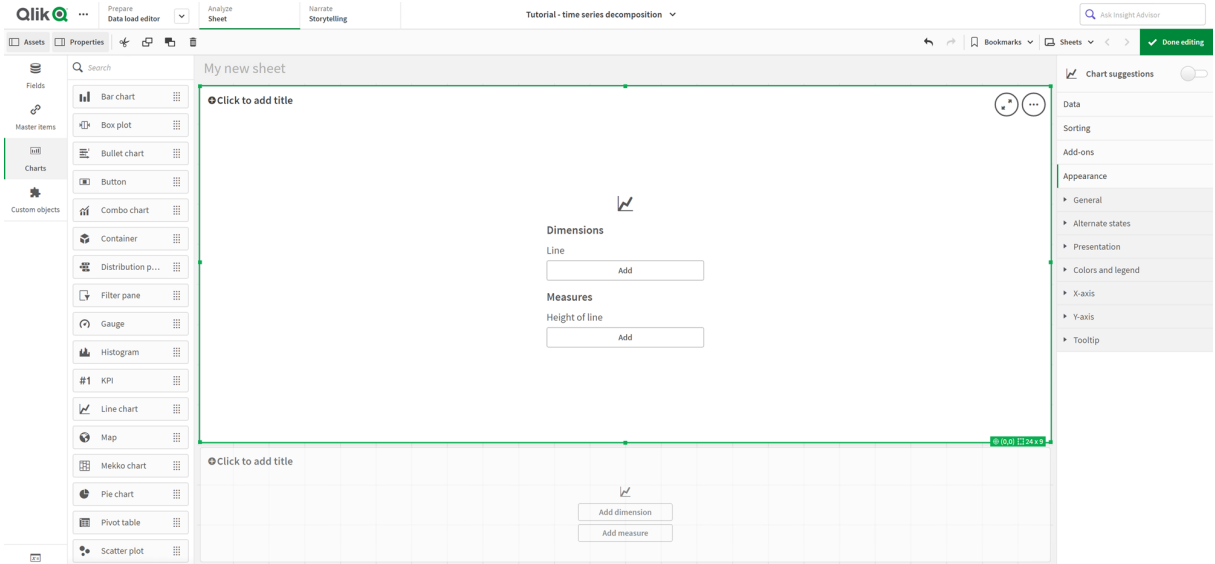 Qlik
Prepare
Data load editor
Analyze
Sheet
Narrate
Storytelling
Tutorial - time series decomposition
Ask Insight Advisor
Assets
Properties
Bookmarks
Sheets
Done editing
Fields
Master items
Charts
Custom objects
Search
Bar chart
Box plot
Bullet chart
Button
Combo chart
Container
Distribution p...
Filter pane
Gauge
Histogram
#1 KPI
Line chart
Map
Mekko chart
Pie chart
Pivot table
Scatter plot
My new sheet
Click to add title
Dimensions
Line
Add
Measures
Height of line
Add
(0,0) 24 x 9
Click to add title
Add dimension
Add measure
Chart suggestions
Data
Sorting
Add-ons
Appearance
General
Alternate states
Presentation
Colors and legend
X-axis
Y-axis
Tooltip